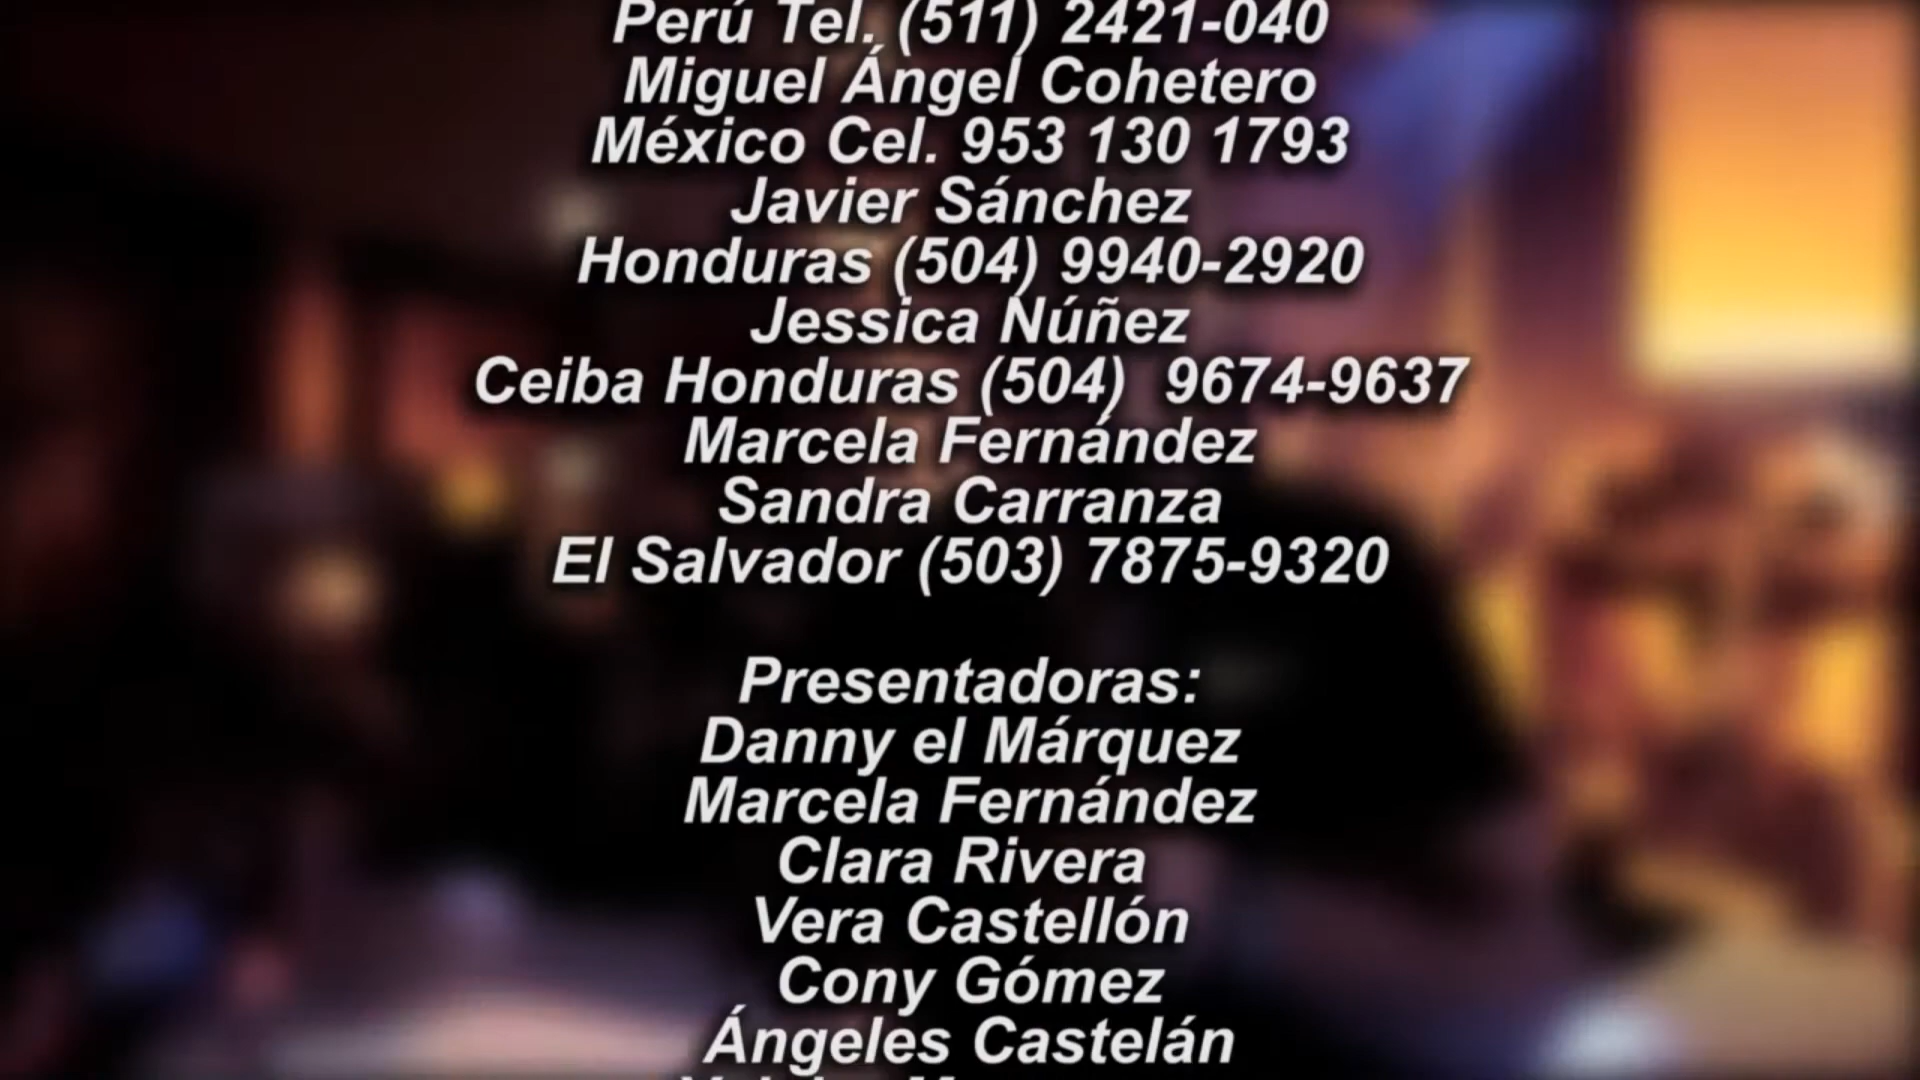 Perú Tel. (511) 2421-040
Miguel Ángel Cohetero
México Cel. 953 130 1793
Javier Sánchez
Honduras (504) 9940-2920
Jessica Núñez
Ceiba Honduras (504) 9674-9637
Marcela Fernández
Sandra Carranza
El Salvador (503) 7875-9320
Presentadoras:
Danny el Márquez
Marcela Fernández
Clara Rivera
Vera Castellón
Cony Gómez
Ángeles Castelán